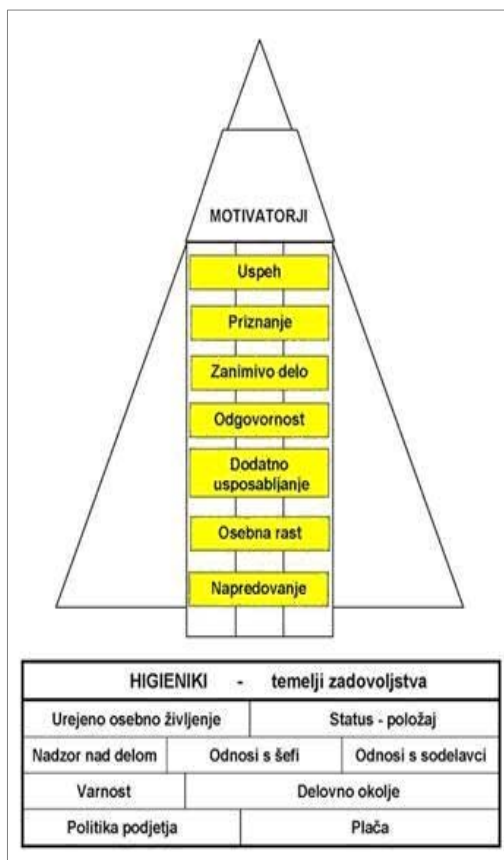 MOTIVATORJI
Uspeh
Priznanje
Zanimivo delo
Odgovornost
Dodatno
usposabljanje
Osebna rast
Napredovanje
HIGIENIKI - temelji zadovoljstva
Urejeno osebno življenje Status - položaj
Nadzor nad delom Odnosi s šefi Odnosi s sodelavci
Varnost Delovno okolje
Politika podjetja Plača